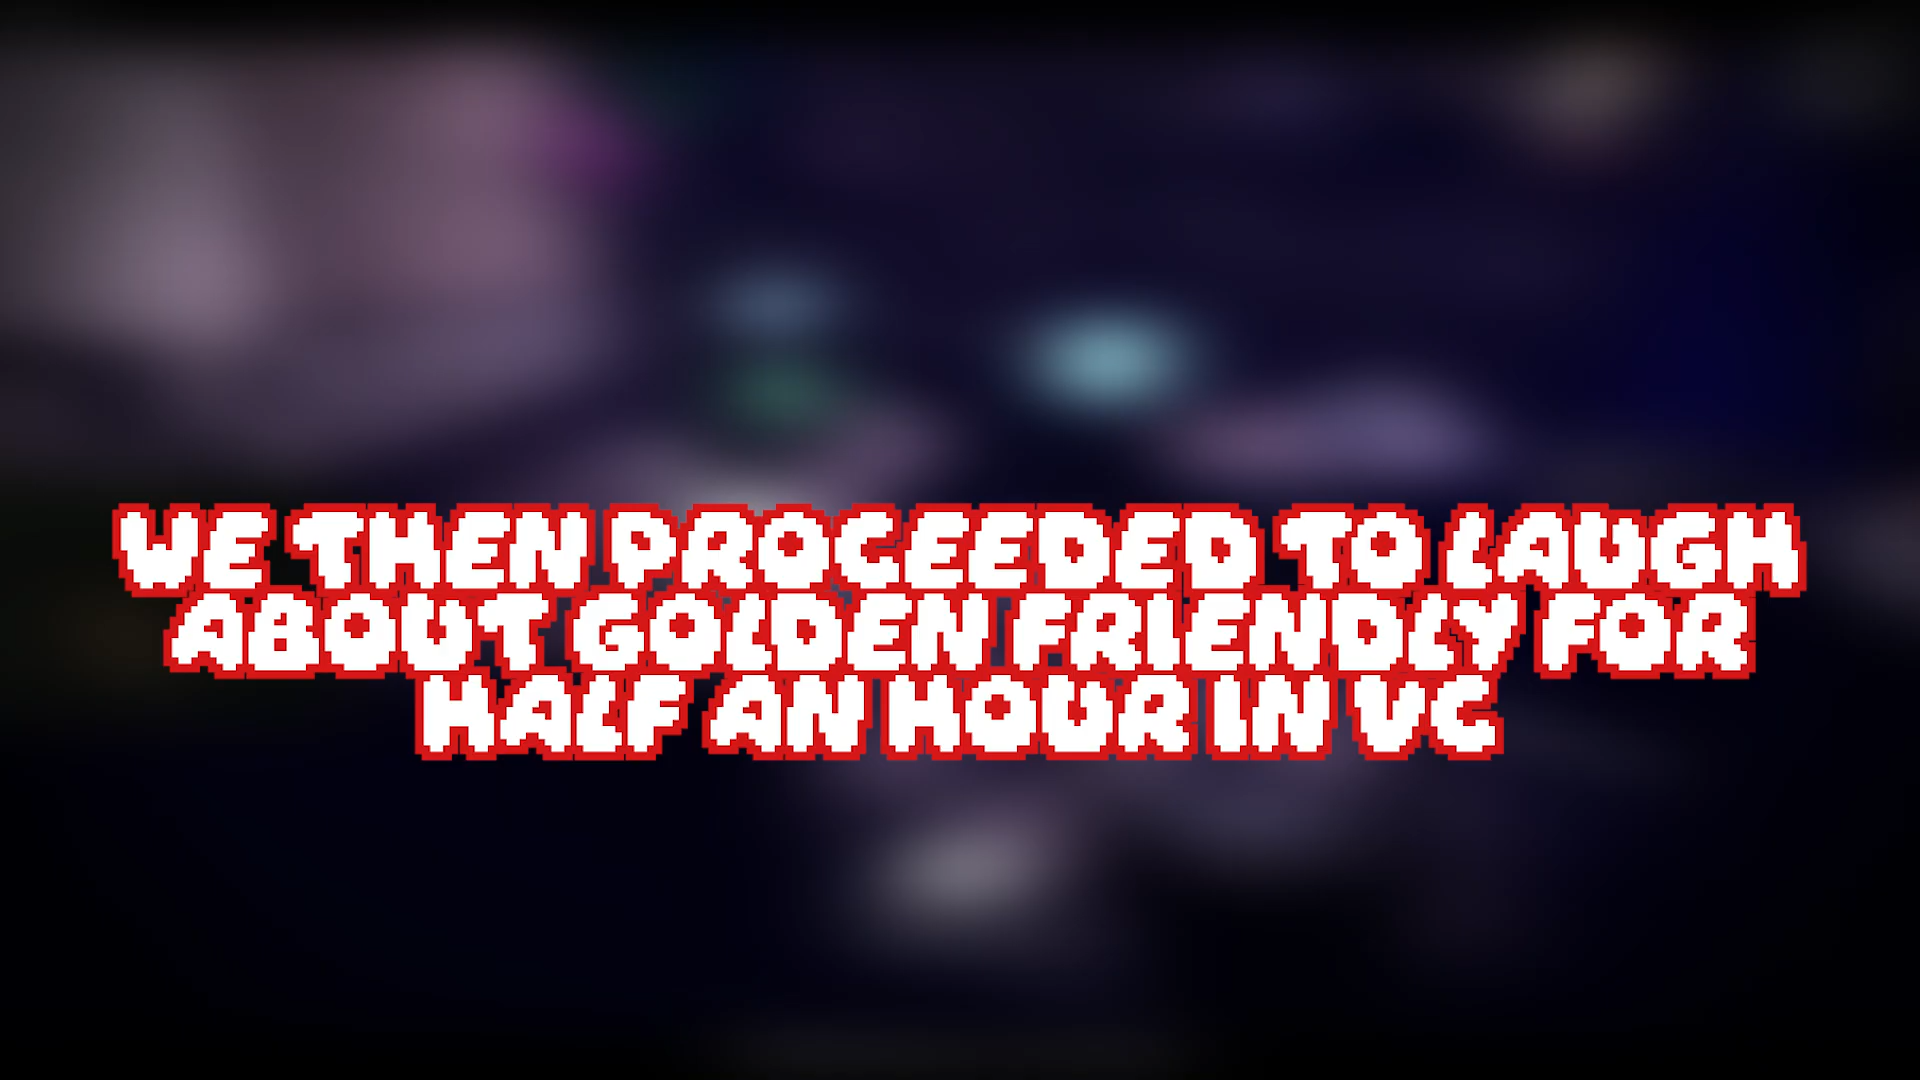 WE THEN PROCEEDED TO LAUGH
ABOUT GOLDEN FRIENDLY FOR
HALF AN HOUR IN VC